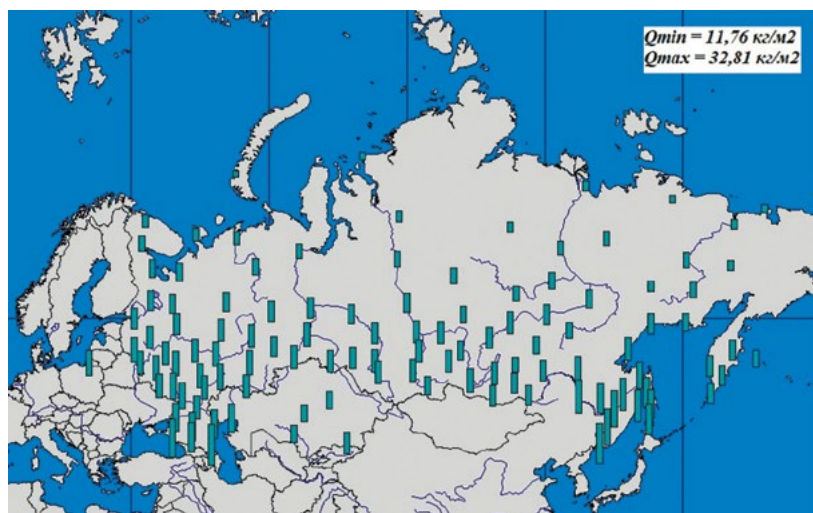 Qmin = 11,76 кг/м2
Qmax = 32,81 кг/м2